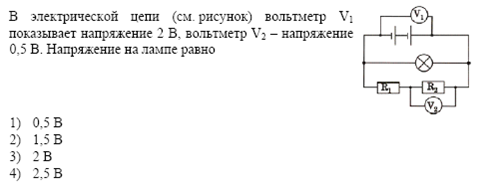 В электрической цепи (см. рисунок) вольтметр V1
показывает напряжение 2 В, вольтметр V2 – напряжение
0,5 В. Напряжение на лампе равно
V1
R1
R2
V2
1) 0,5 В
2) 1,5 В
3) 2 В
4) 2,5 В